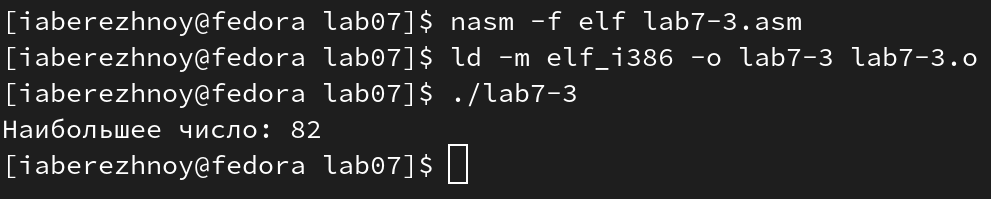 [iaberezhnoy@fedora lab07]$ nasm -f elf lab7-3.asm
[iaberezhnoy@fedora lab07]$ ld -m elf_i386 -o lab7-3 lab7-3.o
[iaberezhnoy@fedora lab07]$ ./lab7-3
Наибольшее число: 82
[iaberezhnoy@fedora lab07]$